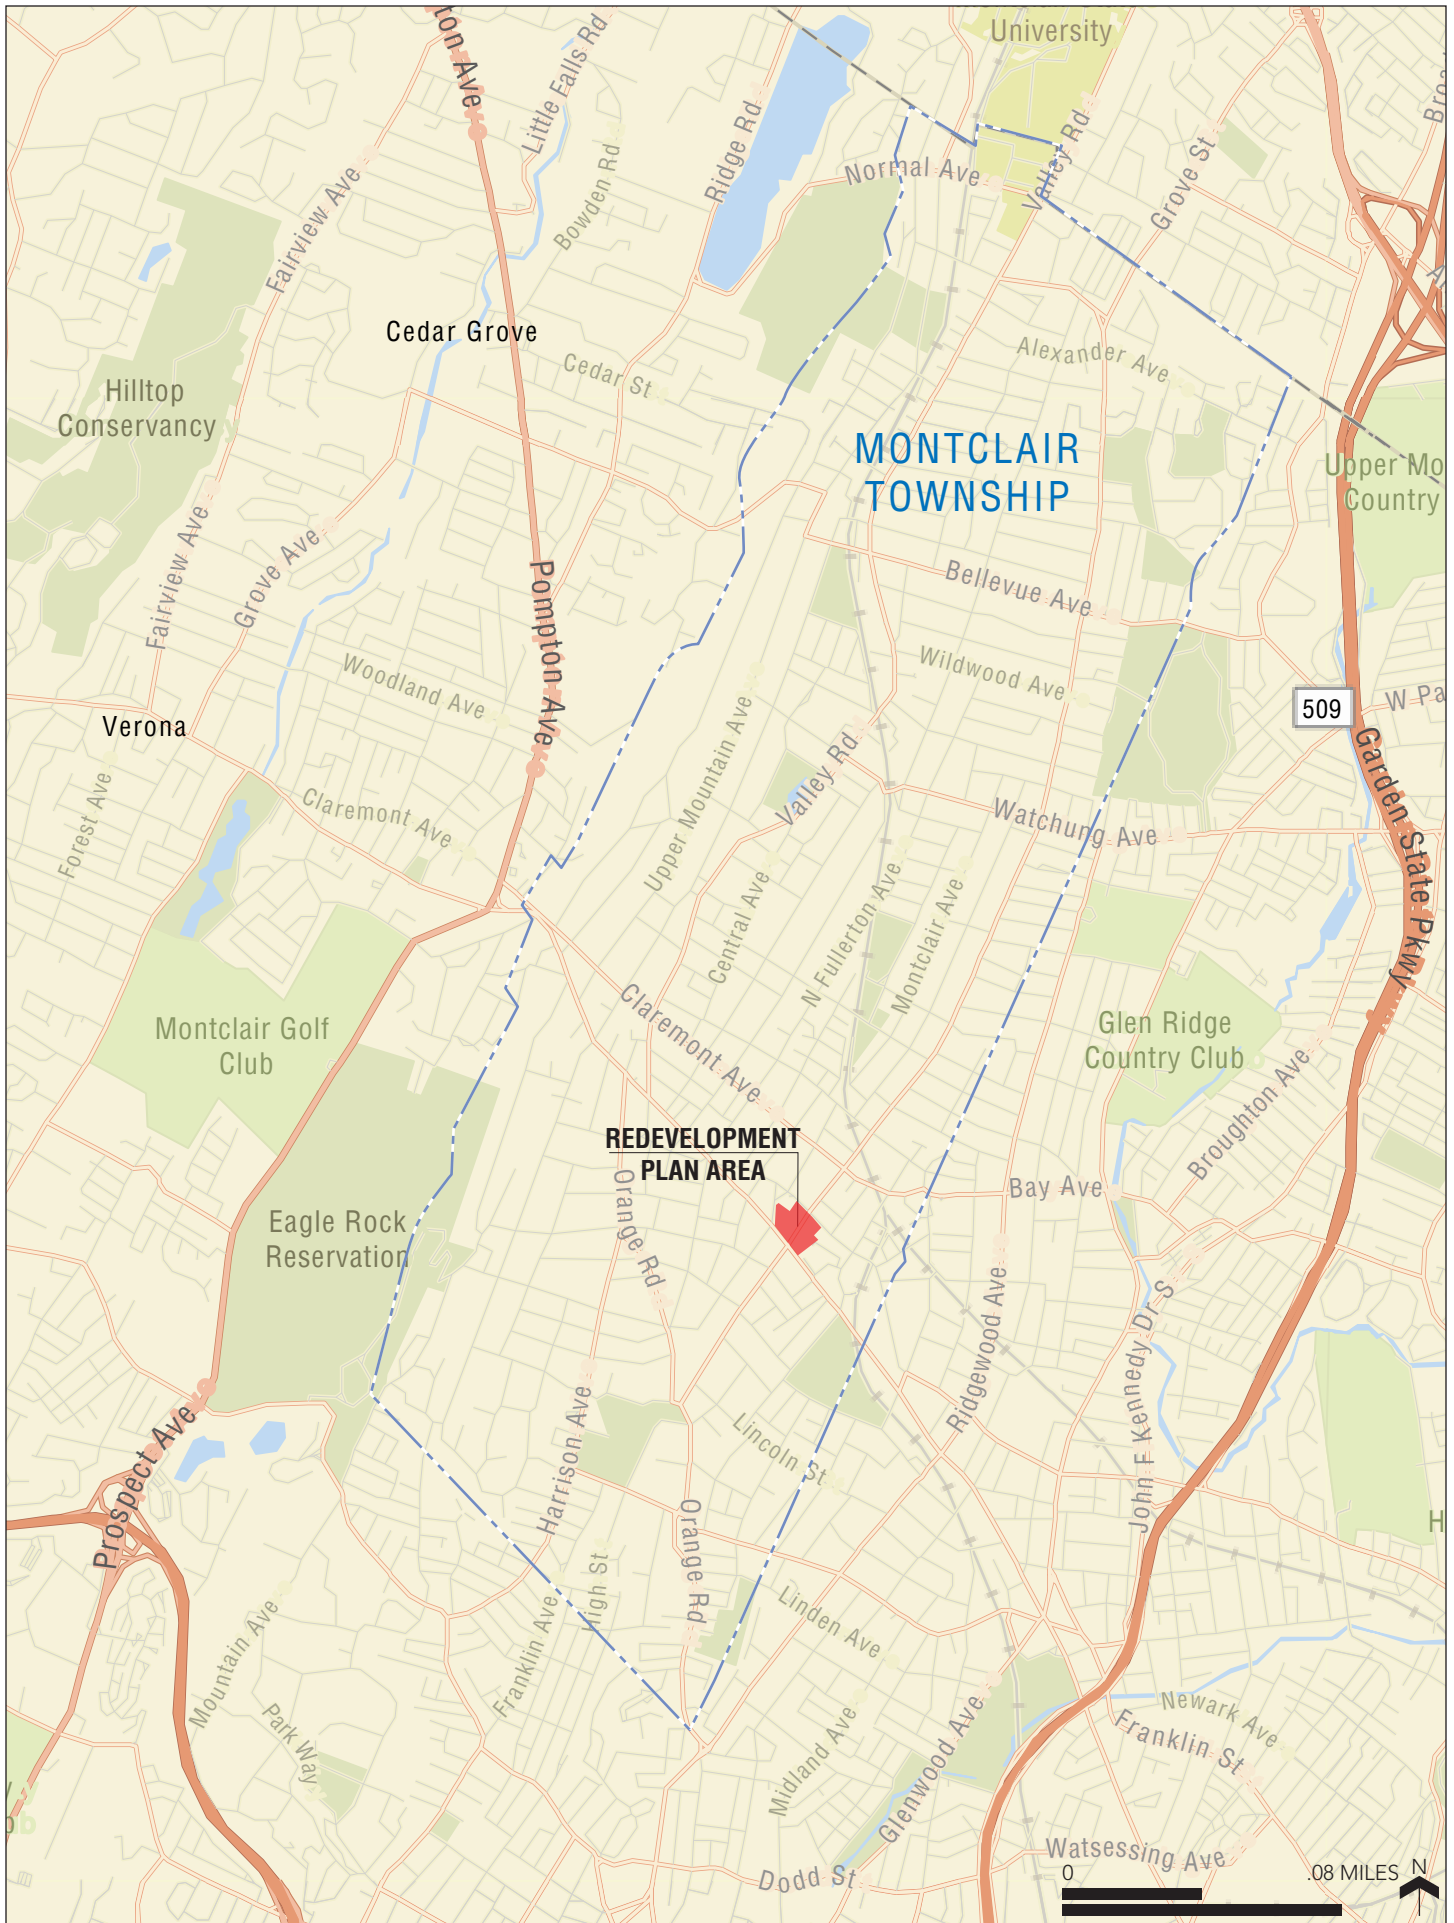 University
ton Ave
Little Falls Rd
Bowden Rd
Ridge Rd
Normal Ave
Valley Rd
Grove St
Fairview Ave
Cedar Grove
Cedar St
Alexander Ave
Hilltop
Conservancy
MONTCLAIR
TOWNSHIP
Upper Mo
Country
Fairview Ave
Grove Ave
Pompton Ave
Bellevue Ave
Woodland Ave
Wildwood Ave
Upper Mountain Ave
509
W Pa
Verona
Garden State Pkwy
Forest Ave
Claremont Ave
Valley Rd
Watchung Ave
Central Ave
N Fullerton Ave
Montclair Ave
Montclair Golf
Club
Claremont Ave
Glen Ridge
Country Club
Broughton Ave
REDEVELOPMENT
PLAN AREA
Orange Rd
Bay Ave
Eagle Rock
Reservation
Ridgewood Ave
John F Kennedy Dr S
Prospect Ave
Harrison Ave
Lincoln St
H
Orange Rd
High St
Franklin Ave
Linden Ave
Mountain Ave
Park Way
Midland Ave
Glenwood Ave
Newark Ave
Franklin St
Watsessing Ave
Dodd St
0
.08 MILES
N